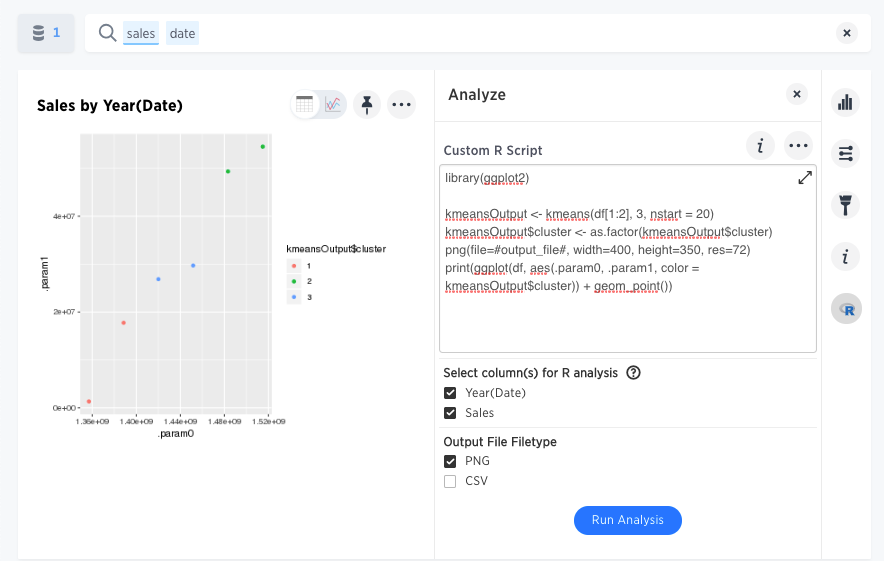 1
sales date
Sales by Year(Date)
.param1
4e+07
2e+07
0e+00
1.36e+09 1.40e+09 1.44e+09 1.48e+09 1.52e+09
.param0
kmeansOutput$cluster
1
2
3
Analyze
Custom R Script
i
library(ggplot2)
kmeansOutput <- kmeans(df[1:2], 3, nstart = 20)
kmeansOutput$cluster <- as.factor(kmeansOutput$cluster)
png(file=#output_file#, width=400, height=350, res=72)
print(ggplot(df, aes(.param0, .param1, color =
kmeansOutput$cluster)) + geom_point())
Select column(s) for R analysis ?
Year(Date)
Sales
Output File Filetype
PNG
CSV
Run Analysis
i
R